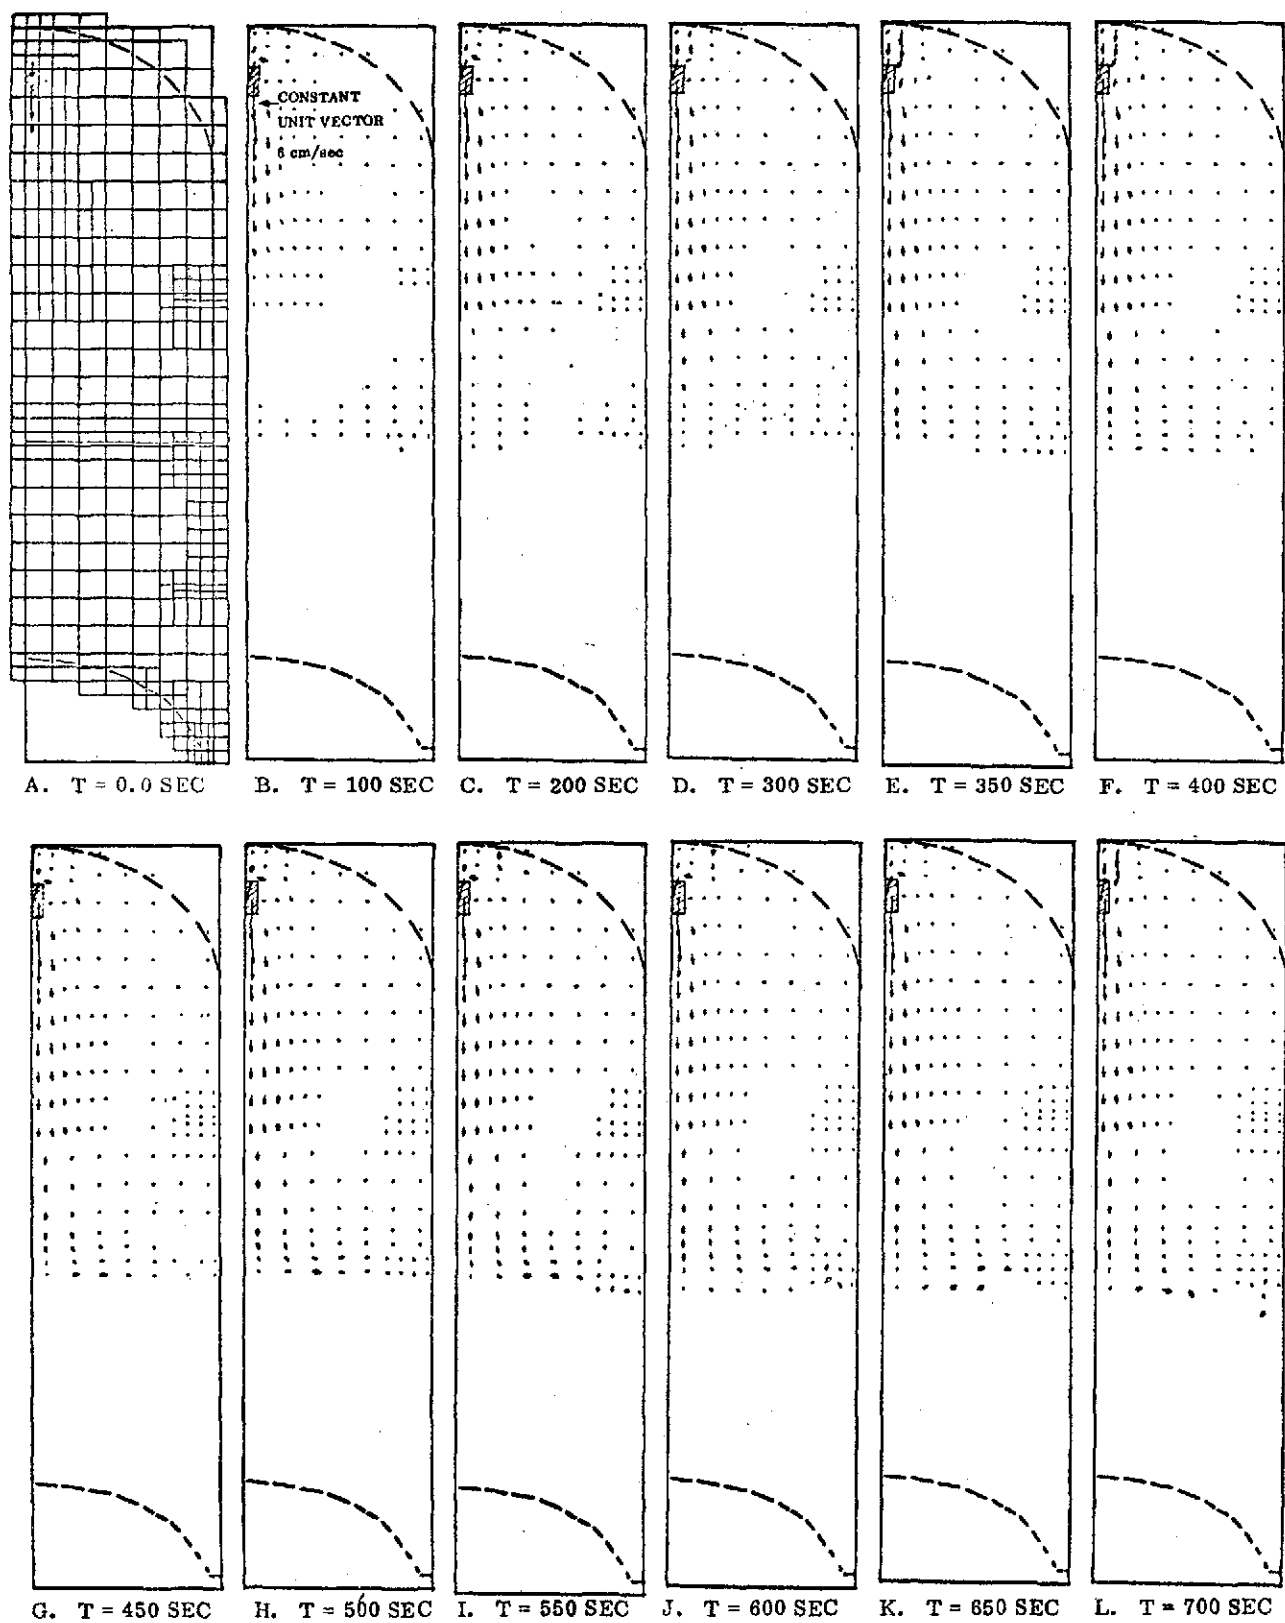 CONSTANT
UNIT VECTOR
6 cm/sec
A. T = 0.0 SEC
B. T = 100 SEC
C. T = 200 SEC
D. T = 300 SEC
E. T = 350 SEC
F. T = 400 SEC
G. T = 450 SEC
H. T = 500 SEC
I. T = 550 SEC
J. T = 600 SEC
K. T = 650 SEC
L. T = 700 SEC